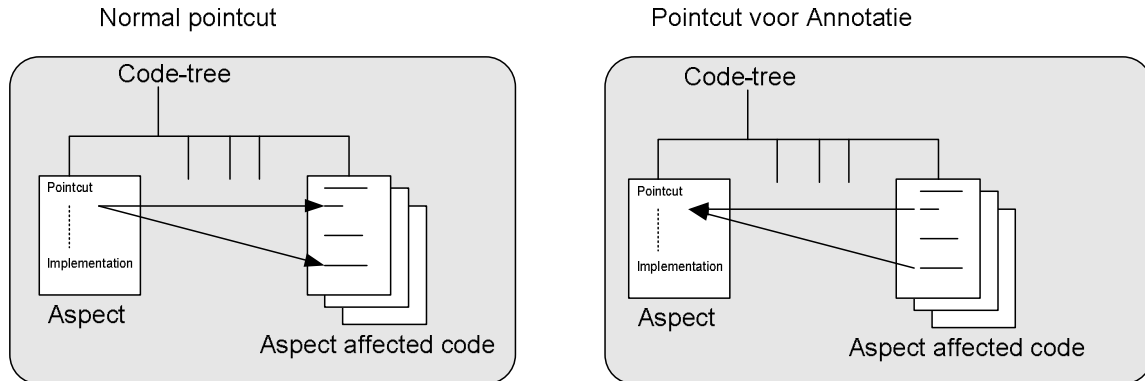 Normal pointcut
Code-tree
Pointcut
Implementation
Aspect
Aspect affected code
Pointcut voor Annotatie
Code-tree
Pointcut
Implementation
Aspect
Aspect affected code